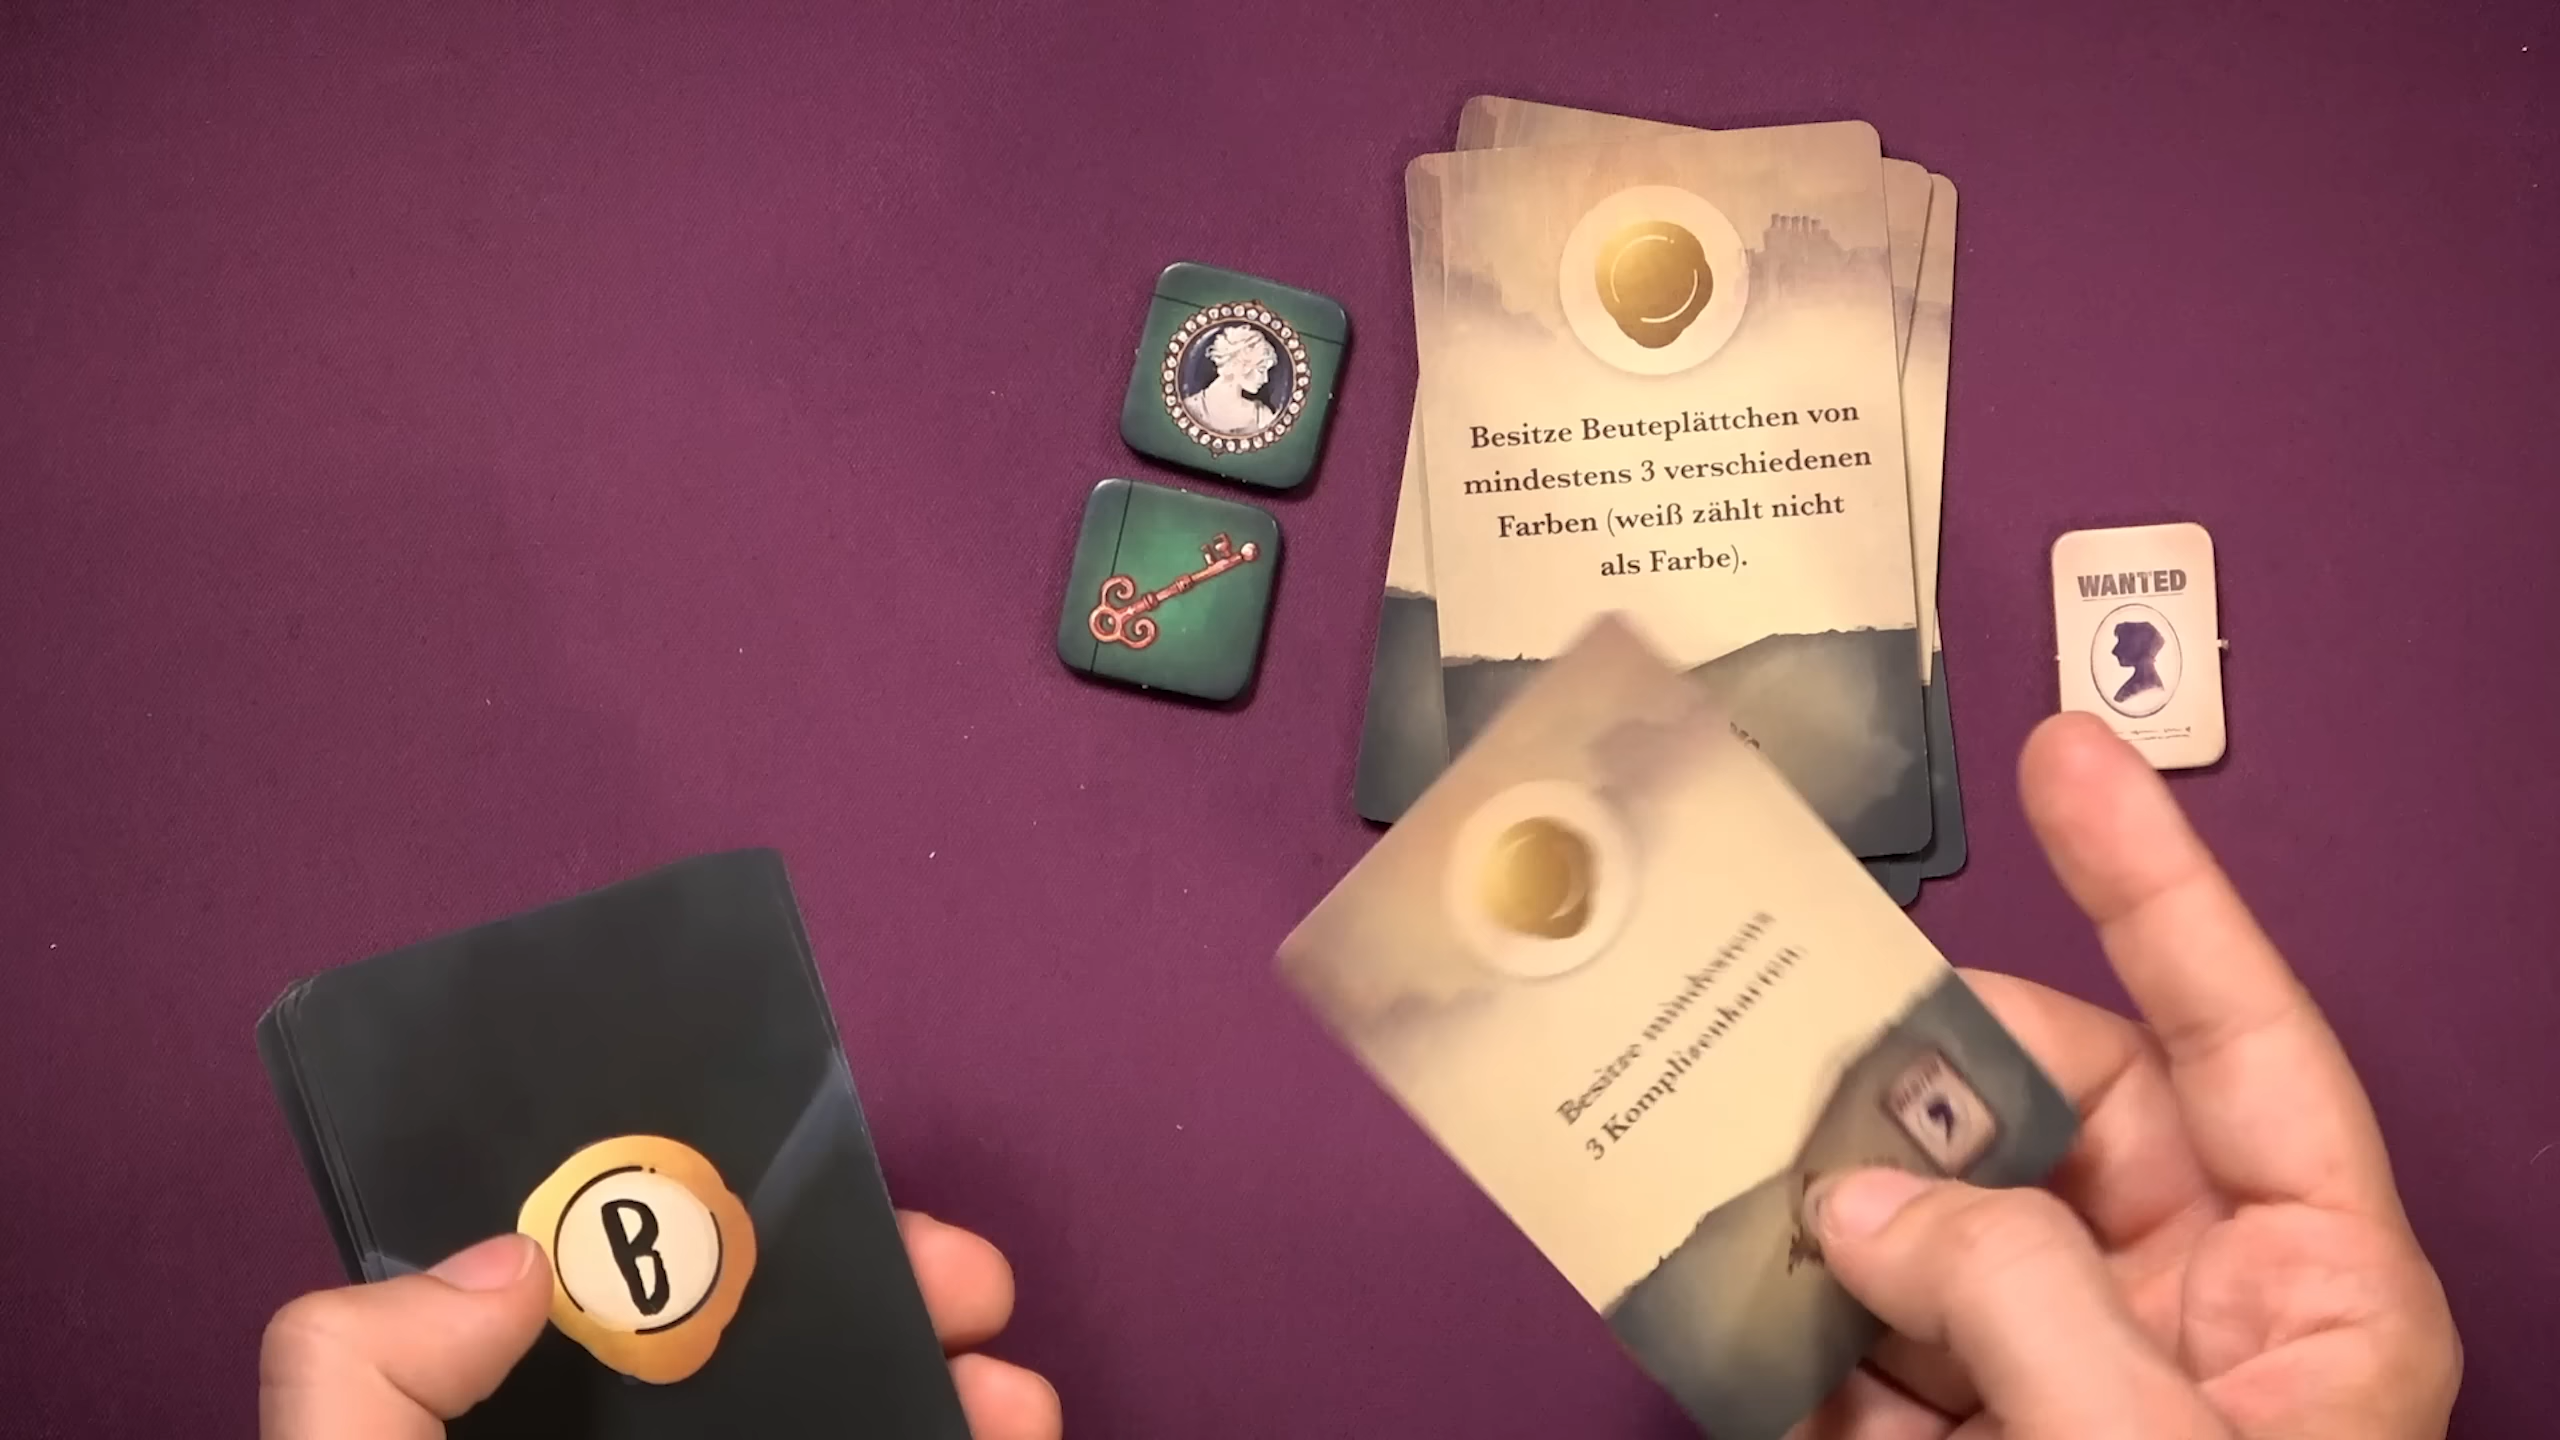 Besitze Beuteplättchen von
mindestens 3 verschiedenen
Farben (weiß zählt nicht
als Farbe).
WANTED
Besitze mindestens
3 Komplizenkarten.
B